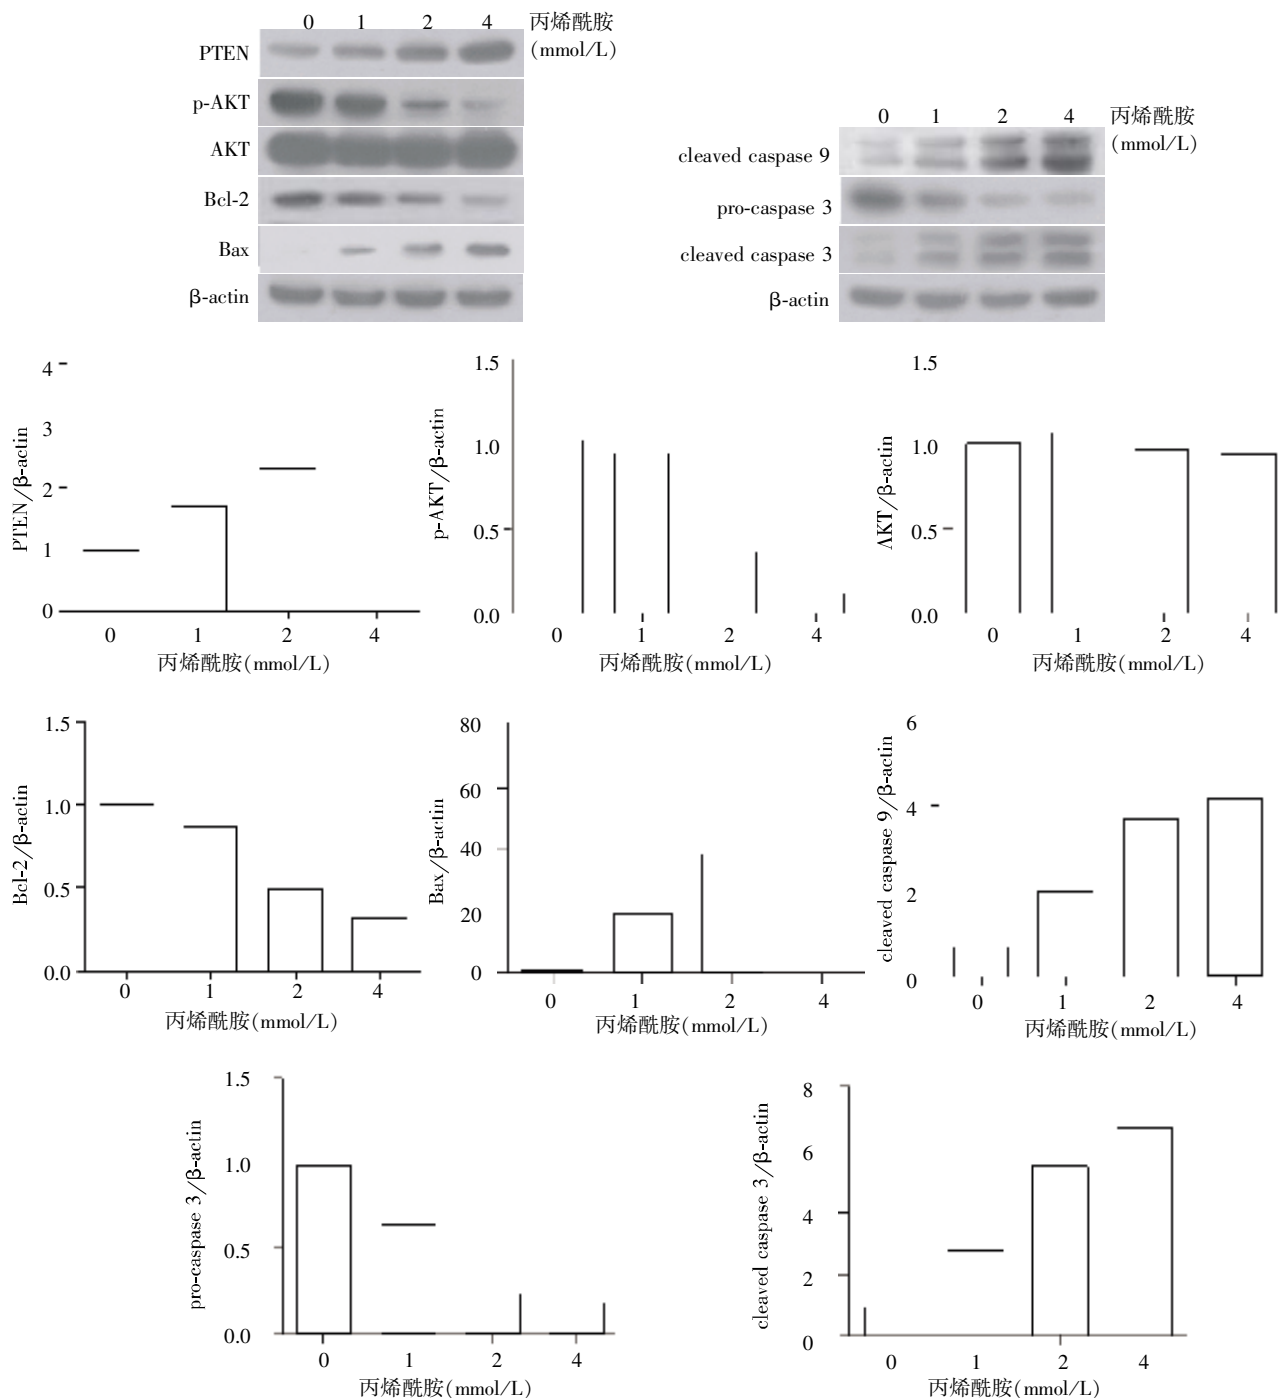 0 1 2 4 丙烯酰胺
(mmol/L)
PTEN
p-AKT
AKT
Bcl-2
Bax
β-actin
0 1 2 4 丙烯酰胺
(mmol/L)
cleaved caspase 9
pro-caspase 3
cleaved caspase 3
β-actin
PTEN/β-actin
4
3
2
1
0
0 1 2 4
丙烯酰胺(mmol/L)
p-AKT/β-actin
1.5
1.0
0.5
0.0
0 1 2 4
丙烯酰胺(mmol/L)
AKT/β-actin
1.5
1.0
0.5
0.0
0 1 2 4
丙烯酰胺(mmol/L)
Bcl-2/β-actin
1.5
1.0
0.5
0.0
0 1 2 4
丙烯酰胺(mmol/L)
Bax/β-actin
80
60
40
20
0
0 1 2 4
丙烯酰胺(mmol/L)
cleaved caspase 9/β-actin
6
4
2
0
0 1 2 4
丙烯酰胺(mmol/L)
pro-caspase 3/β-actin
1.5
1.0
0.5
0.0
0 1 2 4
丙烯酰胺(mmol/L)
cleaved caspase 3/β-actin
8
6
4
2
0
0 1 2 4
丙烯酰胺(mmol/L)